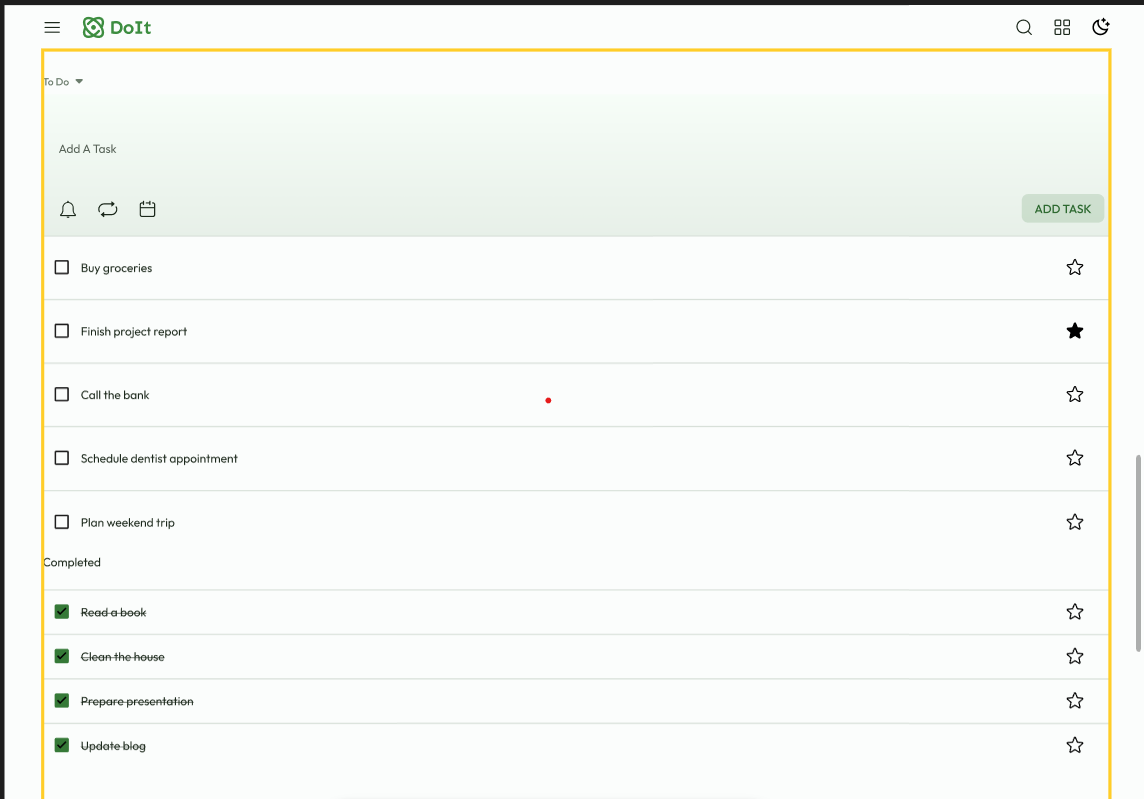 DoIt
To Do
Add A Task
ADD TASK
Buy groceries
Finish project report
Call the bank
Schedule dentist appointment
Plan weekend trip
Completed
Read a book
Clean the house
Prepare presentation
Update blog